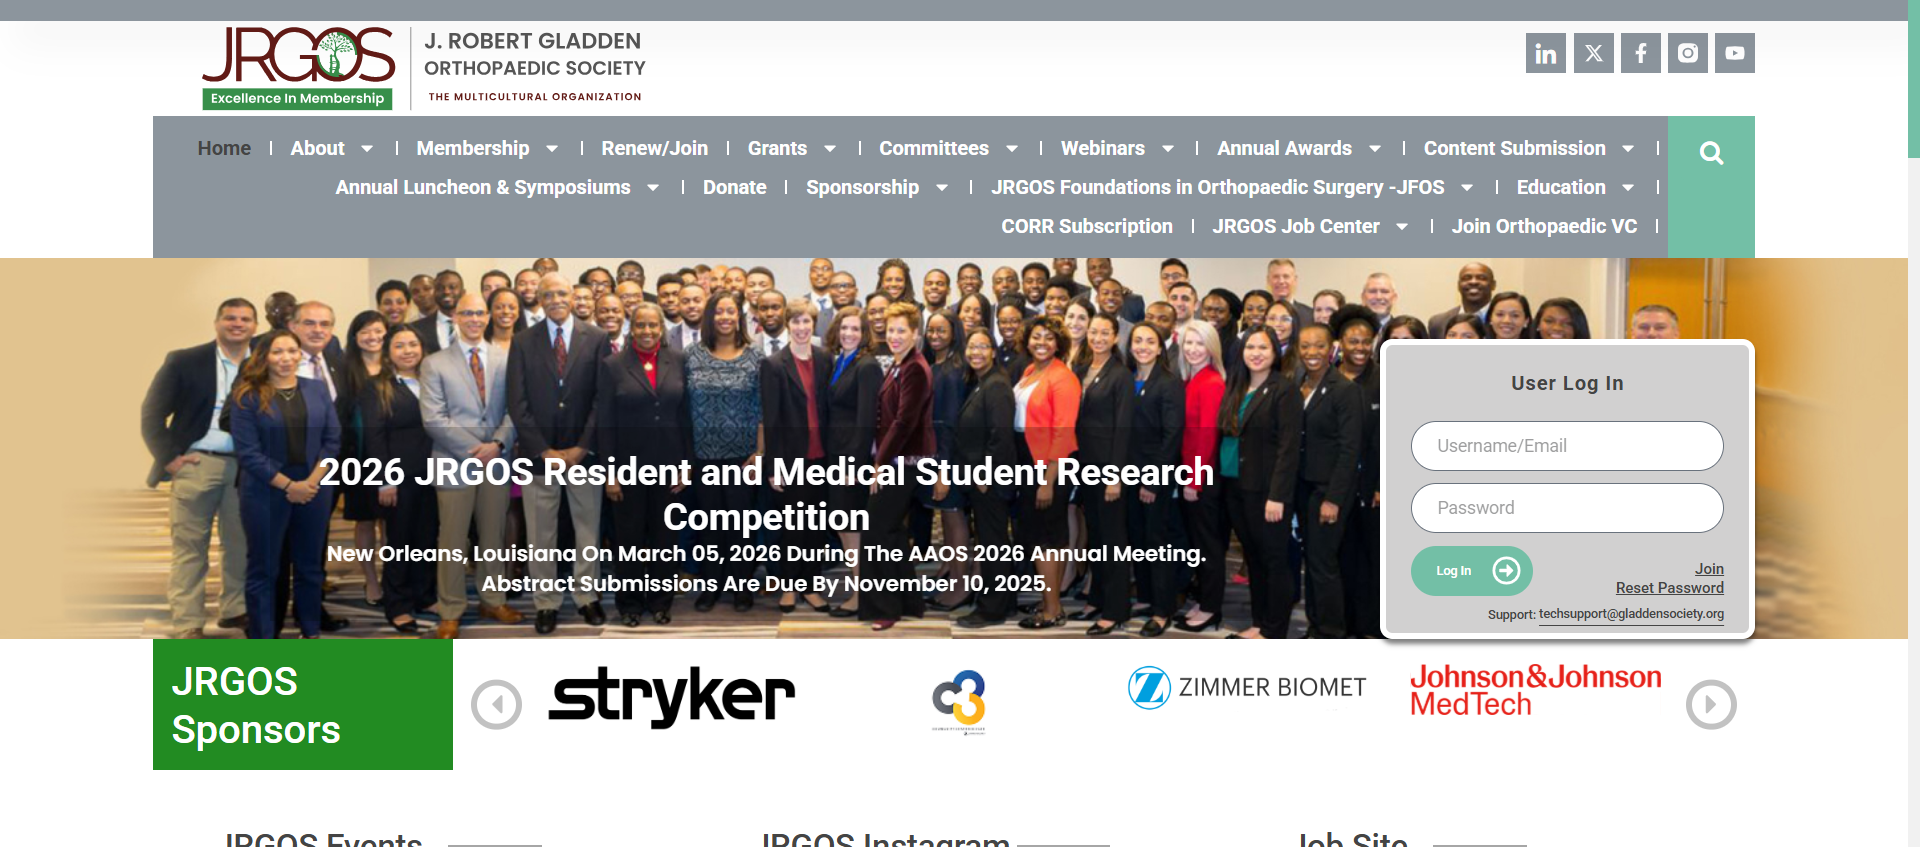 JRGOS
Excellence In Membership
J. ROBERT GLADDEN
ORTHOPAEDIC SOCIETY
THE MULTICULTURAL ORGANIZATION
Home About Membership Renew/Join Grants Committees Webinars Annual Awards Content Submission
Annual Luncheon & Symposiums Donate Sponsorship JRGOS Foundations in Orthopaedic Surgery -JFOS Education
CORR Subscription JRGOS Job Center Join Orthopaedic VC
2026 JRGOS Resident and Medical Student Research
Competition
New Orleans, Louisiana On March 05, 2026 During The AAOS 2026 Annual Meeting.
Abstract Submissions Are Due By November 10, 2025.
User Log In
Username/Email
Password
Log In
Join
Reset Password
Support: techsupport@gladdensociety.org
JRGOS
Sponsors
stryker
c3
ZIMMER BIOMET
Johnson&Johnson
MedTech
JRGOS Events
JRGOS Instagram
Job Site